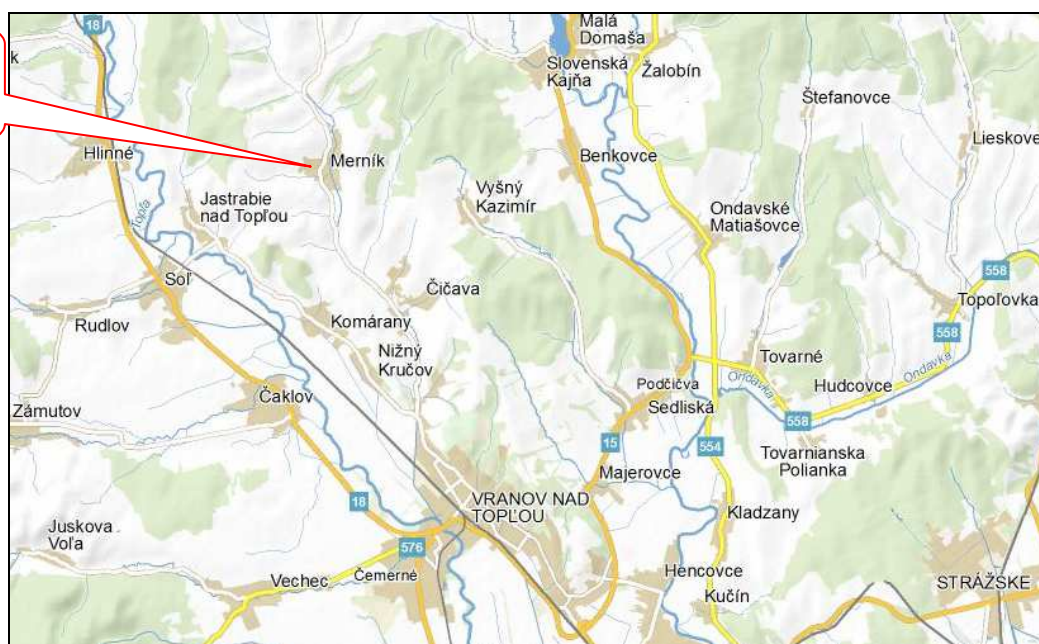 18
Malá
Domaša
Slovenská
Kajňa
Žalobín
k
Štefanovce
Lieskove
Hlinné
Merník
Benkovce
Jastrabie
nad Topľou
Topľa
Vyšný
Kazimír
Ondavské
Matiašovce
Soľ
Čičava
558
Topoľovka
Rudlov
Komárany
558
Nižný
Kručov
Tovarné
Podčičva
Ondavka
Ondavka
Hudcovce
Čaklov
Sedliská
Zámutov
558
15
554
Tovarnianska
Polianka
Majerovce
18
VRANOV NAD
TOPĽOU
Kladzany
Juskova
Voľa
576
Čemerné
Vechec
Hencovce
Kučín
STRÁŽSKE